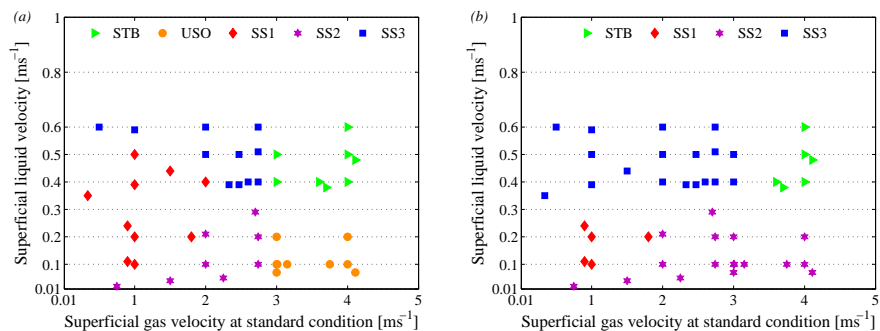 (a)
STB USO SS1 SS2 SS3
Superficial liquid velocity [ms⁻¹]
1
0.8
0.6
0.5
0.4
0.2
0.1
0.01
0.01 1 2 3 4 5
Superficial gas velocity at standard condition [ms⁻¹]
(b)
STB SS1 SS2 SS3
Superficial liquid velocity [ms⁻¹]
1
0.8
0.6
0.5
0.4
0.2
0.1
0.01
0.01 1 2 3 4 5
Superficial gas velocity at standard condition [ms⁻¹]